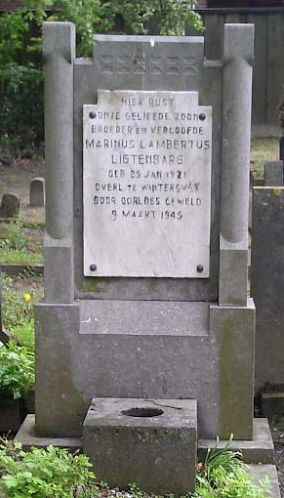 HIER RUST
ONZE GELIEFDE ZOON
BROEDER EN VERLOOFDE
MARINUS LAMBERTUS
LIGTENBARG
GEB 25 JAN 1921
OVERL TE WINTERSWIJK
DOOR OORLOGS GEWELD
9 MAART 1945